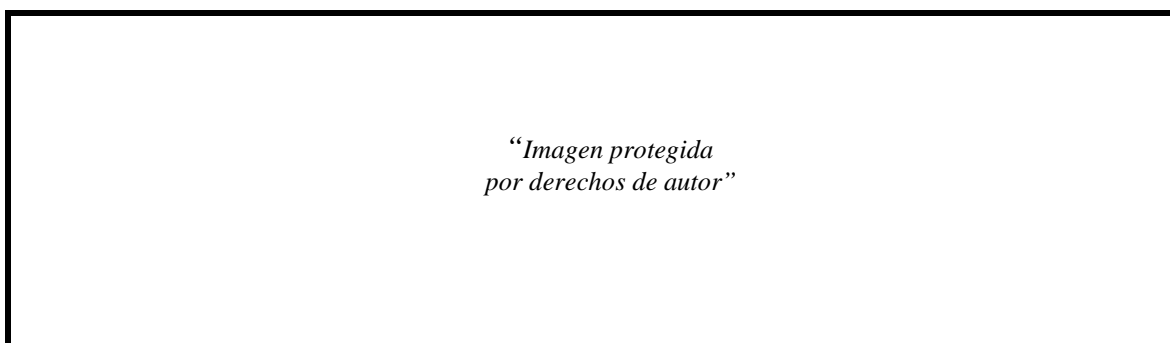 “Imagen protegida
por derechos de autor”